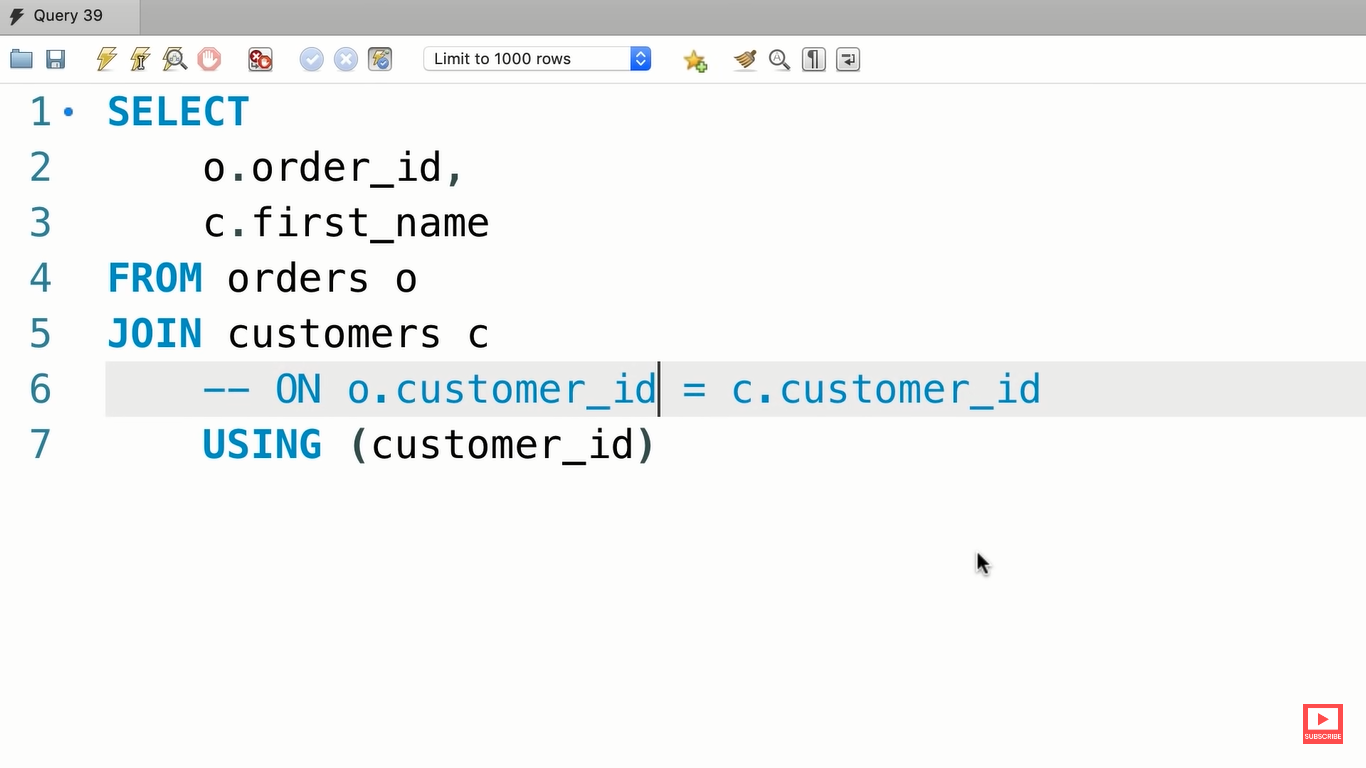 Query 39
Limit to 1000 rows
1 SELECT
2 o.order_id,
3 c.first_name
4 FROM orders o
5 JOIN customers c
6 -- ON o.customer_id = c.customer_id
7 USING (customer_id)
SUBSCRIBE